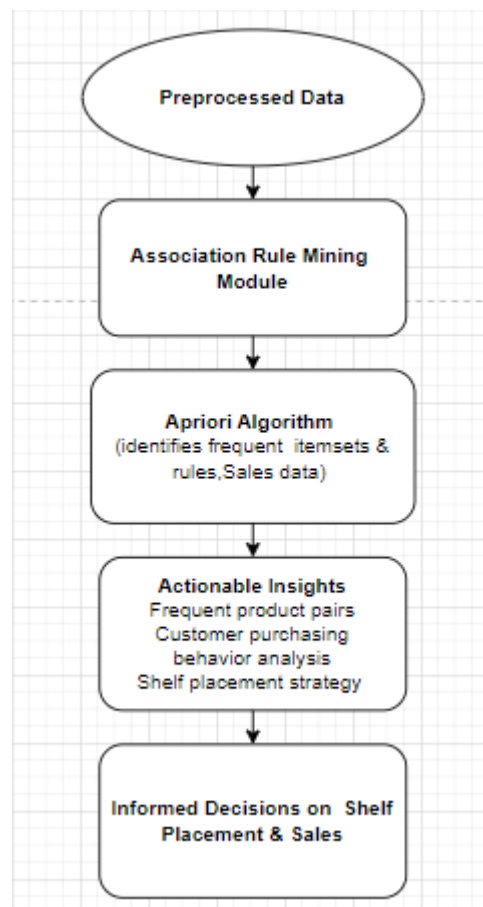 Preprocessed Data
Association Rule Mining
Module
Apriori Algorithm
(identifies frequent itemsets &
rules,Sales data)
Actionable Insights
Frequent product pairs
Customer purchasing
behavior analysis
Shelf placement strategy
Informed Decisions on Shelf
Placement & Sales